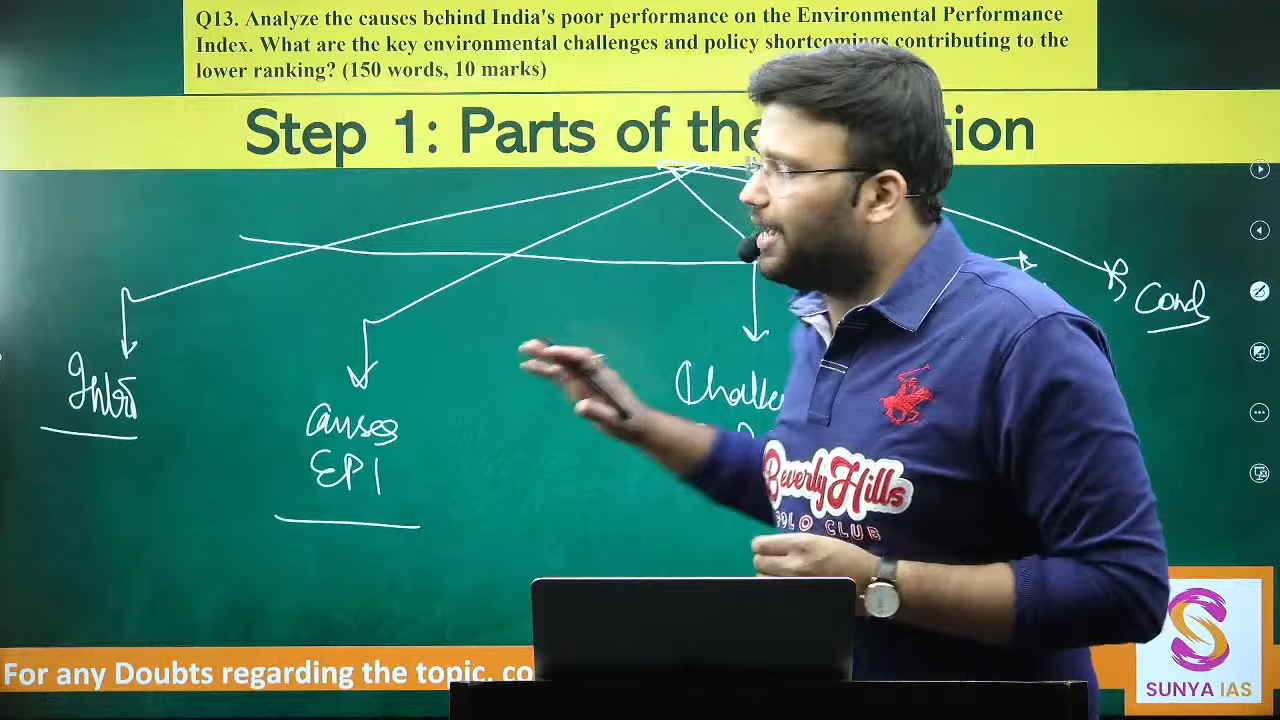 Q13. Analyze the causes behind India's poor performance on the Environmental Performance
Index. What are the key environmental challenges and policy shortcomings contributing to the
lower ranking? (150 words, 10 marks)
Step 1: Parts of the
Intro
Causes
EPI
Challe
Concl
Beverly Hills
POLO CLUB
For any Doubts regarding the topic. co
SUNYA IAS